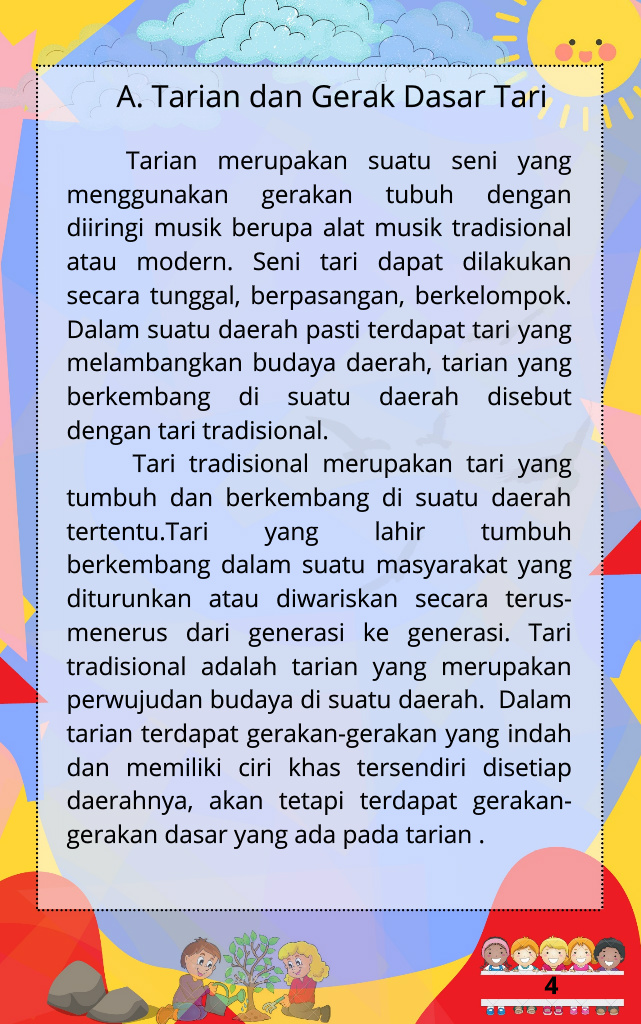 A. Tarian dan Gerak Dasar Tari
Tarian merupakan suatu seni yang
menggunakan gerakan tubuh dengan
diiringi musik berupa alat musik tradisional
atau modern. Seni tari dapat dilakukan
secara tunggal, berpasangan, berkelompok.
Dalam suatu daerah pasti terdapat tari yang
melambangkan budaya daerah, tarian yang
berkembang di suatu daerah disebut
dengan tari tradisional.
Tari tradisional merupakan tari yang
tumbuh dan berkembang di suatu daerah
tertentu.Tari yang lahir tumbuh
berkembang dalam suatu masyarakat yang
diturunkan atau diwariskan secara terus-
menerus dari generasi ke generasi. Tari
tradisional adalah tarian yang merupakan
perwujudan budaya di suatu daerah. Dalam
tarian terdapat gerakan-gerakan yang indah
dan memiliki ciri khas tersendiri disetiap
daerahnya, akan tetapi terdapat gerakan-
gerakan dasar yang ada pada tarian .
4